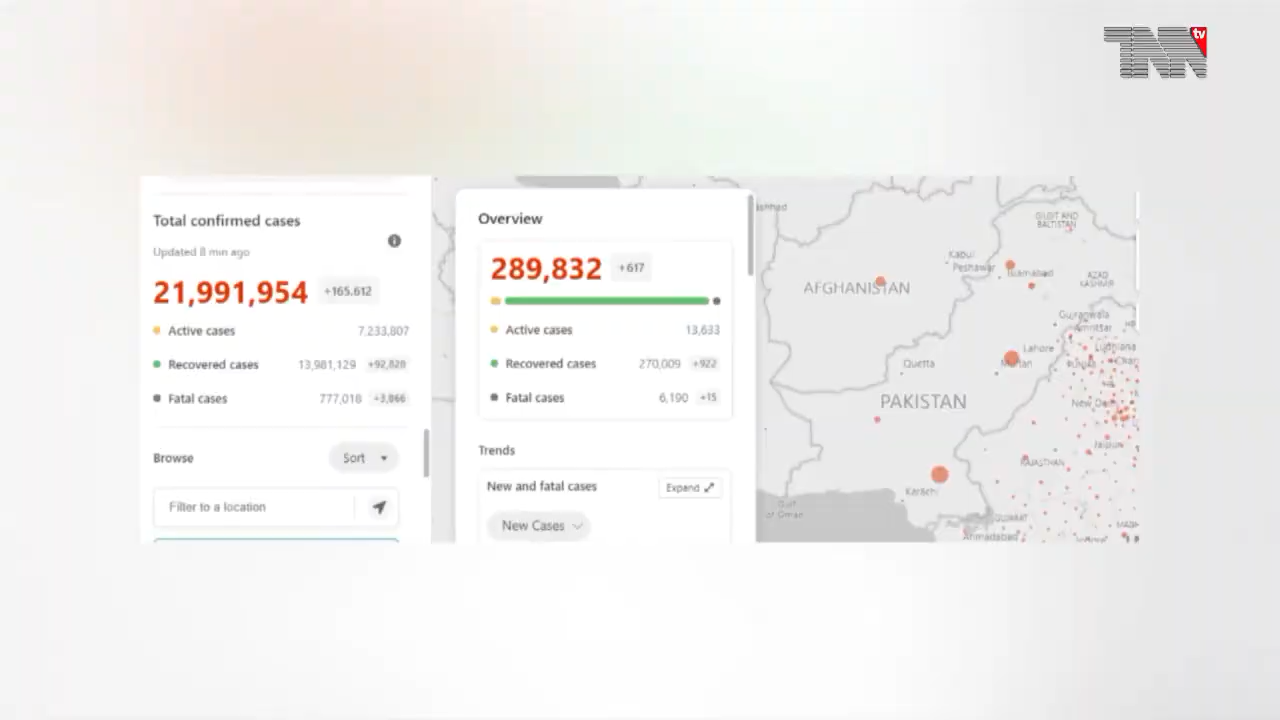 TNN tv
Total confirmed cases
Updated 8 min ago
21,991,954 +165.612
Active cases 7,233,807
Recovered cases 13,981,129 +92,828
Fatal cases 777,018 +3,866
Browse Sort
Filter to a location
Overview
289,832 +617
Active cases 13,633
Recovered cases 270,009 +922
Fatal cases 6,190 +15
Trends
New and fatal cases Expand
New Cases
ashhad
GILGIT AND
BALTISTAN
Kabul
Peshawar
Islamabad
AFGHANISTAN
AZAD
KASHMIR
Gujranwala
Amritsar
Lahore
Ludhiana
Quetta
Multan
PUNJAB
PAKISTAN
New Delhi
Jaipur
RAJASTHAN
Karachi
Gulf
of Oman
GUJARAT
Ahmadabad